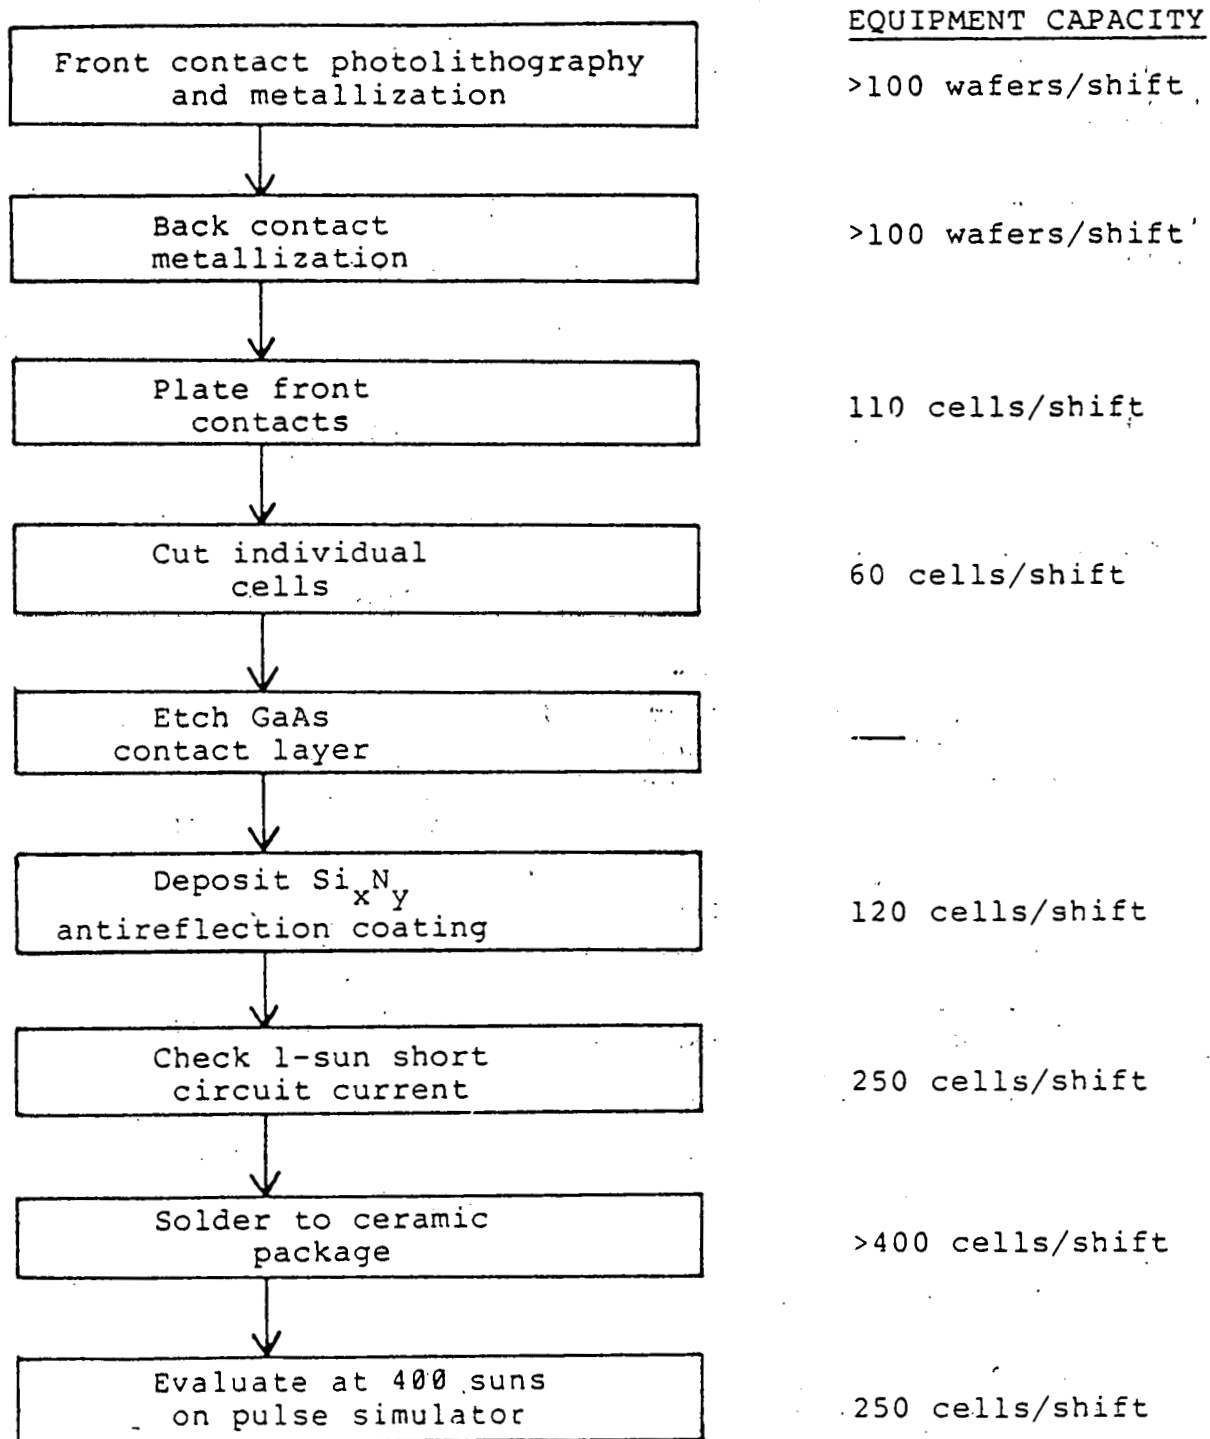 EQUIPMENT CAPACITY
Front contact photolithography
and metallization
>100 wafers/shift
Back contact
metallization
>100 wafers/shift
Plate front
contacts
110 cells/shift
Cut individual
cells
60 cells/shift
Etch GaAs
contact layer
—
Deposit SixNy
antireflection coating
120 cells/shift
Check 1-sun short
circuit current
250 cells/shift
Solder to ceramic
package
>400 cells/shift
Evaluate at 400 suns
on pulse simulator
250 cells/shift